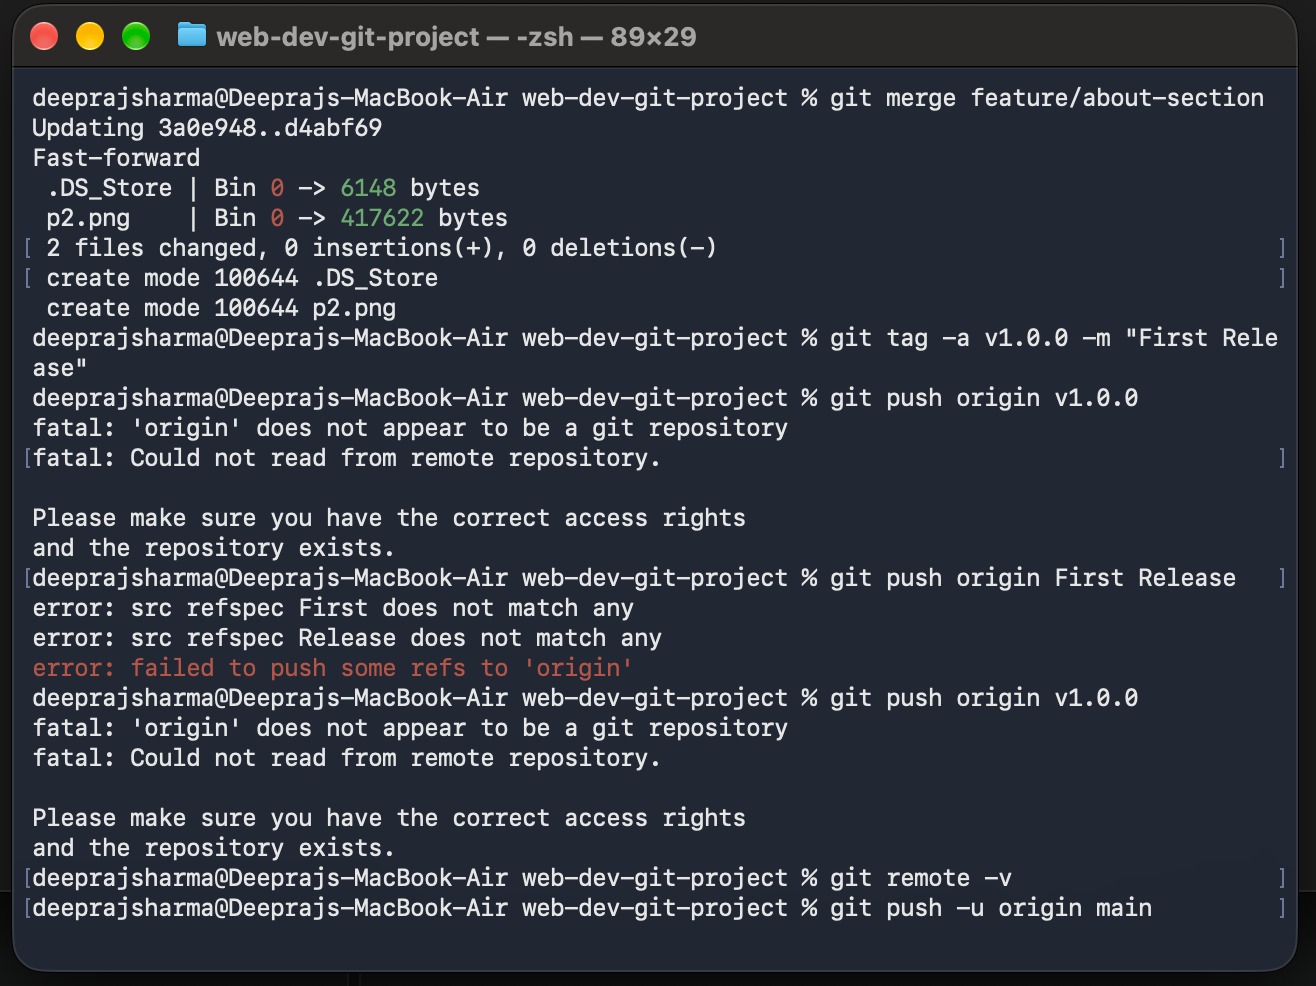 web-dev-git-project — -zsh — 89×29
deeprajsharma@Deeprajs-MacBook-Air web-dev-git-project % git merge feature/about-section
Updating 3a0e948..d4abf69
Fast-forward
 .DS_Store | Bin 0 -> 6148 bytes
 p2.png    | Bin 0 -> 417622 bytes
[ 2 files changed, 0 insertions(+), 0 deletions(-) ]
[ create mode 100644 .DS_Store ]
 create mode 100644 p2.png
deeprajsharma@Deeprajs-MacBook-Air web-dev-git-project % git tag -a v1.0.0 -m "First Rele
ase"
deeprajsharma@Deeprajs-MacBook-Air web-dev-git-project % git push origin v1.0.0
fatal: 'origin' does not appear to be a git repository
[fatal: Could not read from remote repository. ]

Please make sure you have the correct access rights
and the repository exists.
[deeprajsharma@Deeprajs-MacBook-Air web-dev-git-project % git push origin First Release ]
error: src refspec First does not match any
error: src refspec Release does not match any
error: failed to push some refs to 'origin'
deeprajsharma@Deeprajs-MacBook-Air web-dev-git-project % git push origin v1.0.0
fatal: 'origin' does not appear to be a git repository
fatal: Could not read from remote repository.

Please make sure you have the correct access rights
and the repository exists.
[deeprajsharma@Deeprajs-MacBook-Air web-dev-git-project % git remote -v ]
[deeprajsharma@Deeprajs-MacBook-Air web-dev-git-project % git push -u origin main ]